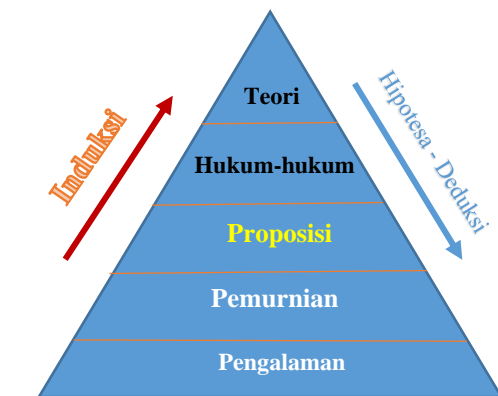 Teori
Hukum-hukum
Proposisi
Pemurnian
Pengalaman
Induksi
Hipotesa - Deduksi